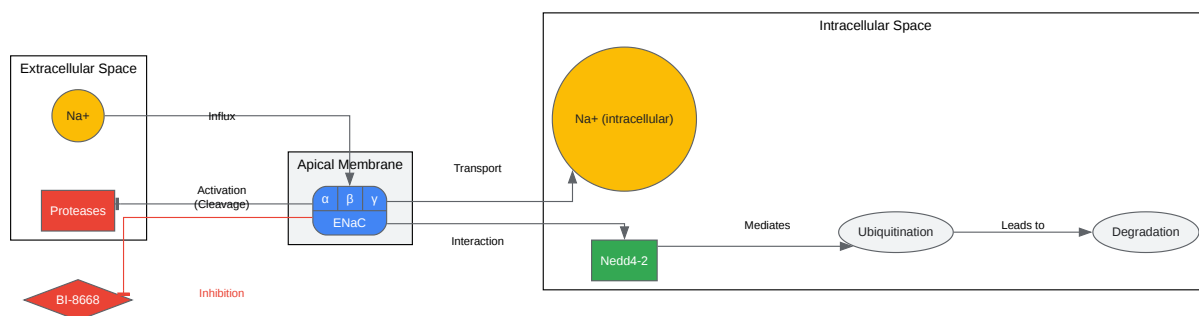 Intracellular Space
Extracellular Space
Na+
Influx
Na+ (intracellular)
Apical Membrane
Transport
Activation
(Cleavage)
α β γ
Proteases
ENaC
Mediates
Ubiquitination
Leads to
Degradation
Interaction
Nedd4-2
BI-8668
Inhibition